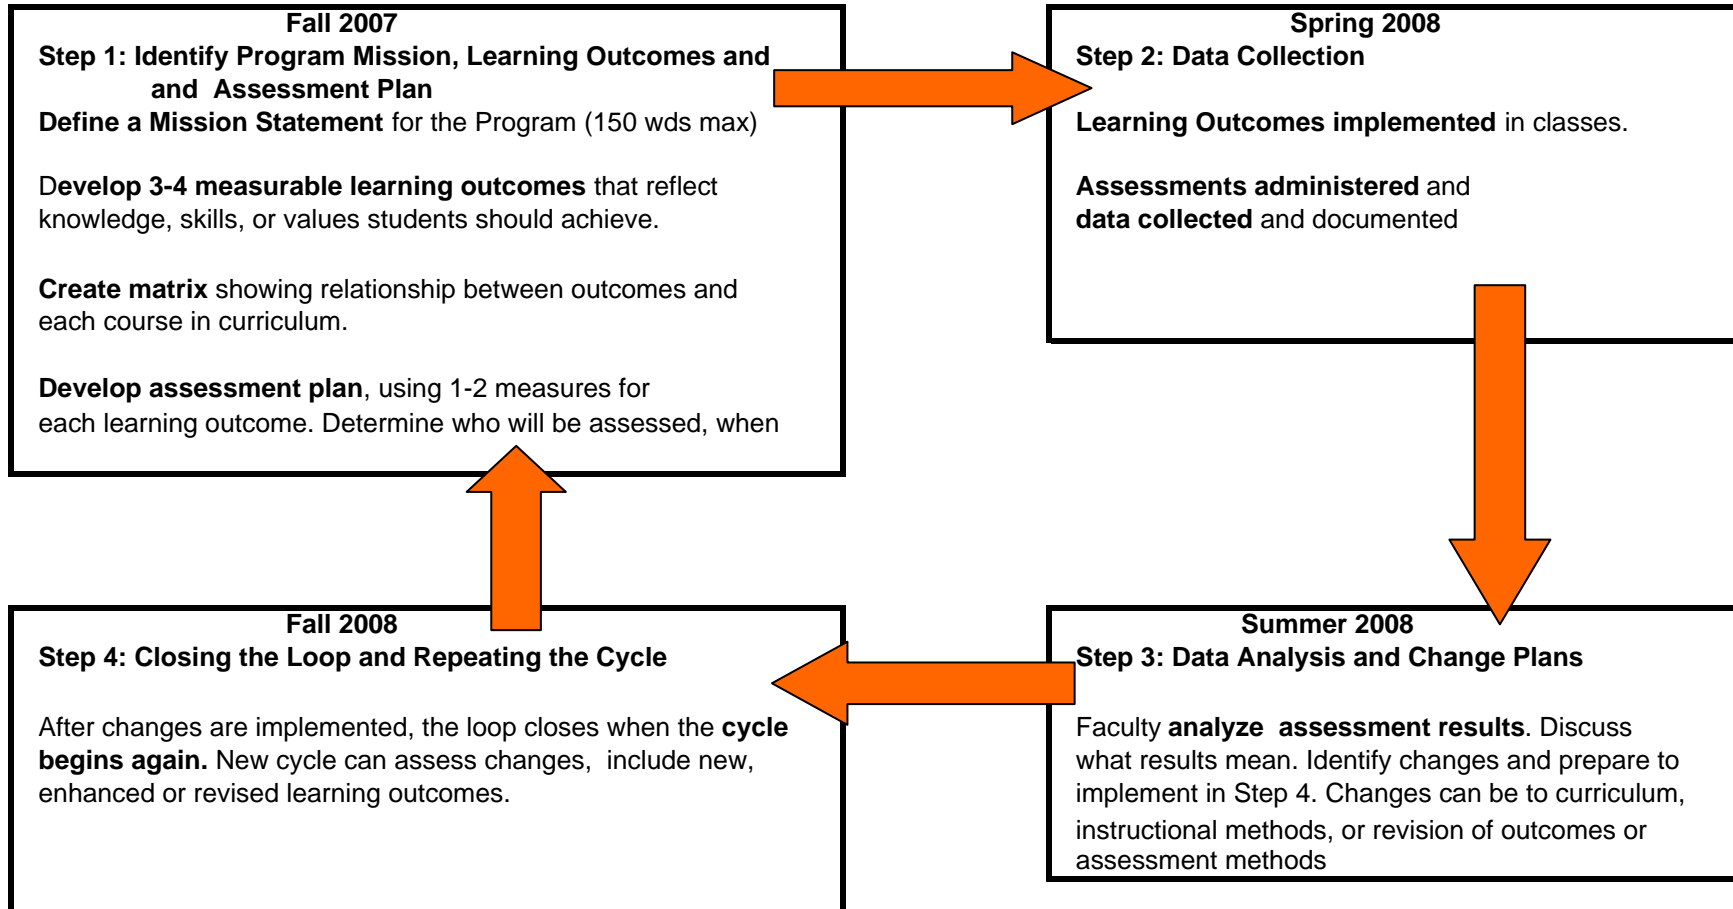 Fall 2007
Step 1: Identify Program Mission, Learning Outcomes and
and Assessment Plan
Define a Mission Statement for the Program (150 wds max)
Develop 3-4 measurable learning outcomes that reflect
knowledge, skills, or values students should achieve.
Create matrix showing relationship between outcomes and
each course in curriculum.
Develop assessment plan, using 1-2 measures for
each learning outcome. Determine who will be assessed, when
Spring 2008
Step 2: Data Collection
Learning Outcomes implemented in classes.
Assessments administered and
data collected and documented
Summer 2008
Step 3: Data Analysis and Change Plans
Faculty analyze assessment results. Discuss
what results mean. Identify changes and prepare to
implement in Step 4. Changes can be to curriculum,
instructional methods, or revision of outcomes or
assessment methods
Fall 2008
Step 4: Closing the Loop and Repeating the Cycle
After changes are implemented, the loop closes when the cycle
begins again. New cycle can assess changes, include new,
enhanced or revised learning outcomes.